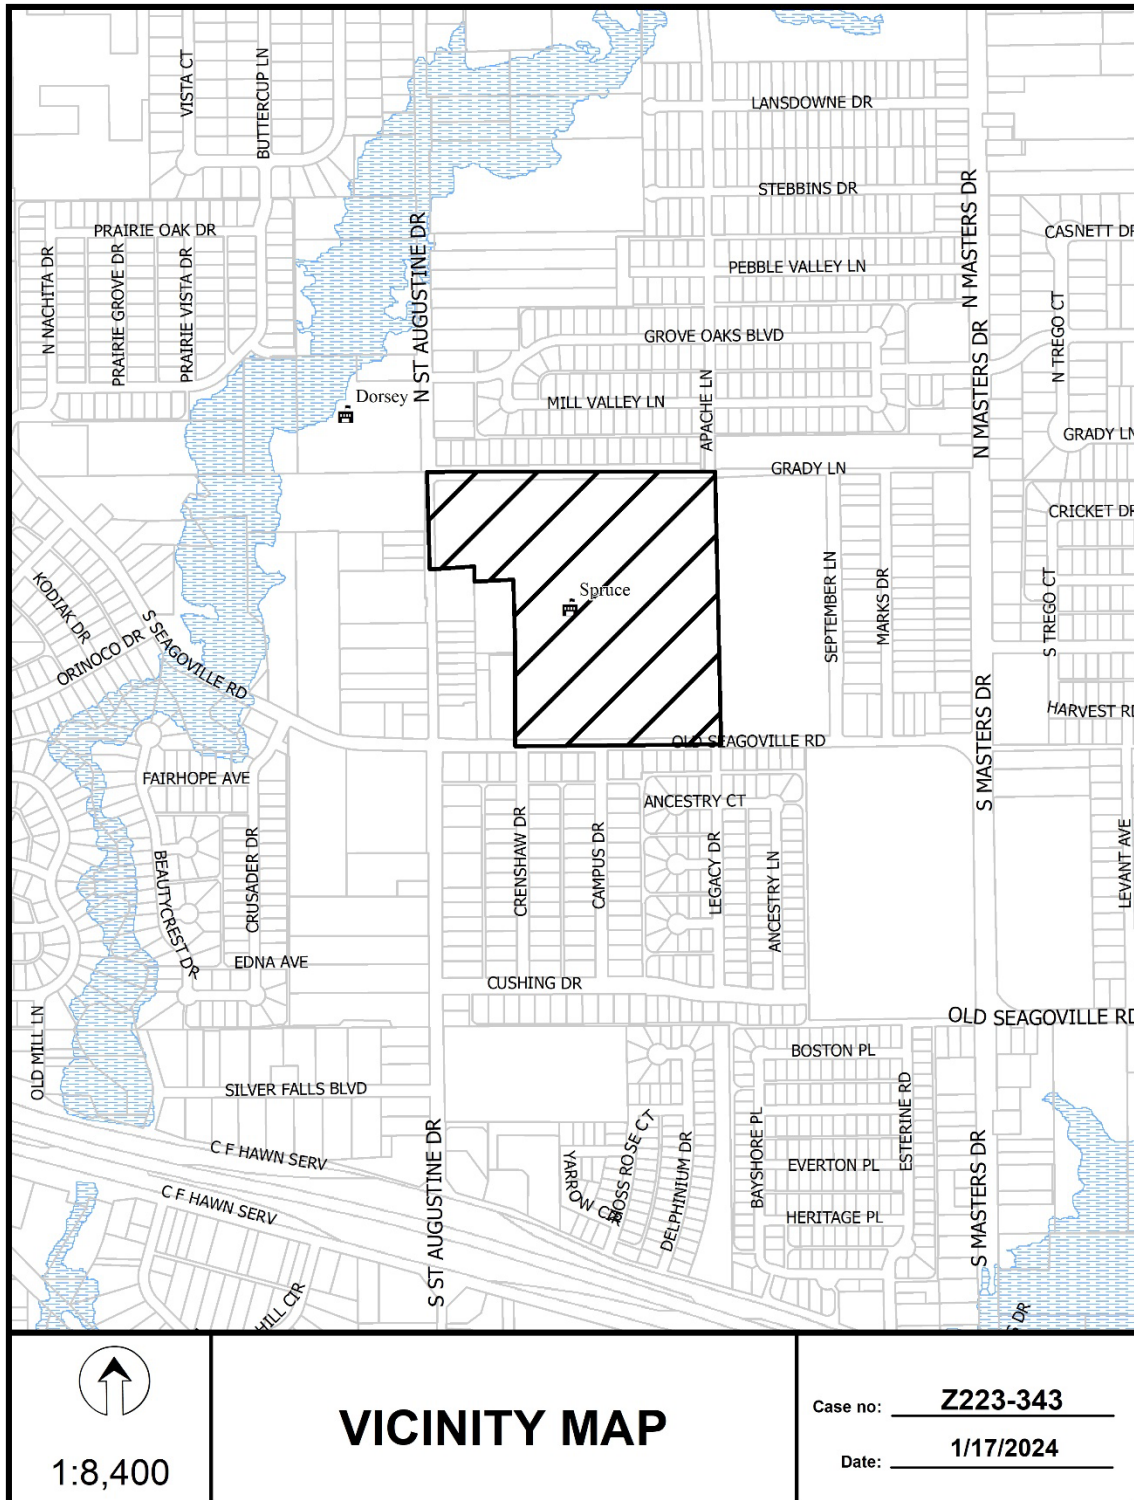 LANSDOWNE DR
VISTA CT
BUTTERCUP LN
STEBBINS DR
N MASTERS DR
PRAIRIE OAK DR
N ST AUGUSTINE DR
CASNETT DR
PEBBLE VALLEY LN
N NACHITA DR
PRAIRIE GROVE DR
PRAIRIE VISTA DR
GROVE OAKS BLVD
N TREGO CT
N MASTERS DR
Dorsey
MILL VALLEY LN
APACHE LN
GRADY LN
GRADY LN
CRICKET DR
Spruce
SEPTEMBER LN
MARKS DR
S TREGO CT
KODIAK DR
ORINOCO DR
S SEAGOVILLE RD
HARVEST RD
OLD SEAGOVILLE RD
S MASTERS DR
FAIRHOPE AVE
ANCESTRY CT
CRENSHAW DR
CAMPUS DR
LEGACY DR
ANCESTRY LN
LEVANT AVE
BEAUTYCREST DR
CRUSADER DR
EDNA AVE
CUSHING DR
OLD SEAGOVILLE RD
OLD MILL LN
BOSTON PL
SILVER FALLS BLVD
ESTERINE RD
S ST AUGUSTINE DR
C F HAWN SERV
YARROW CIR
MOSS ROSE CT
DELPHINIUM DR
BAYSHORE PL
EVERTON PL
S MASTERS DR
C F HAWN SERV
HERITAGE PL
HILL CIR
S DR
1:8,400
VICINITY MAP
Case no: Z223-343
Date: 1/17/2024